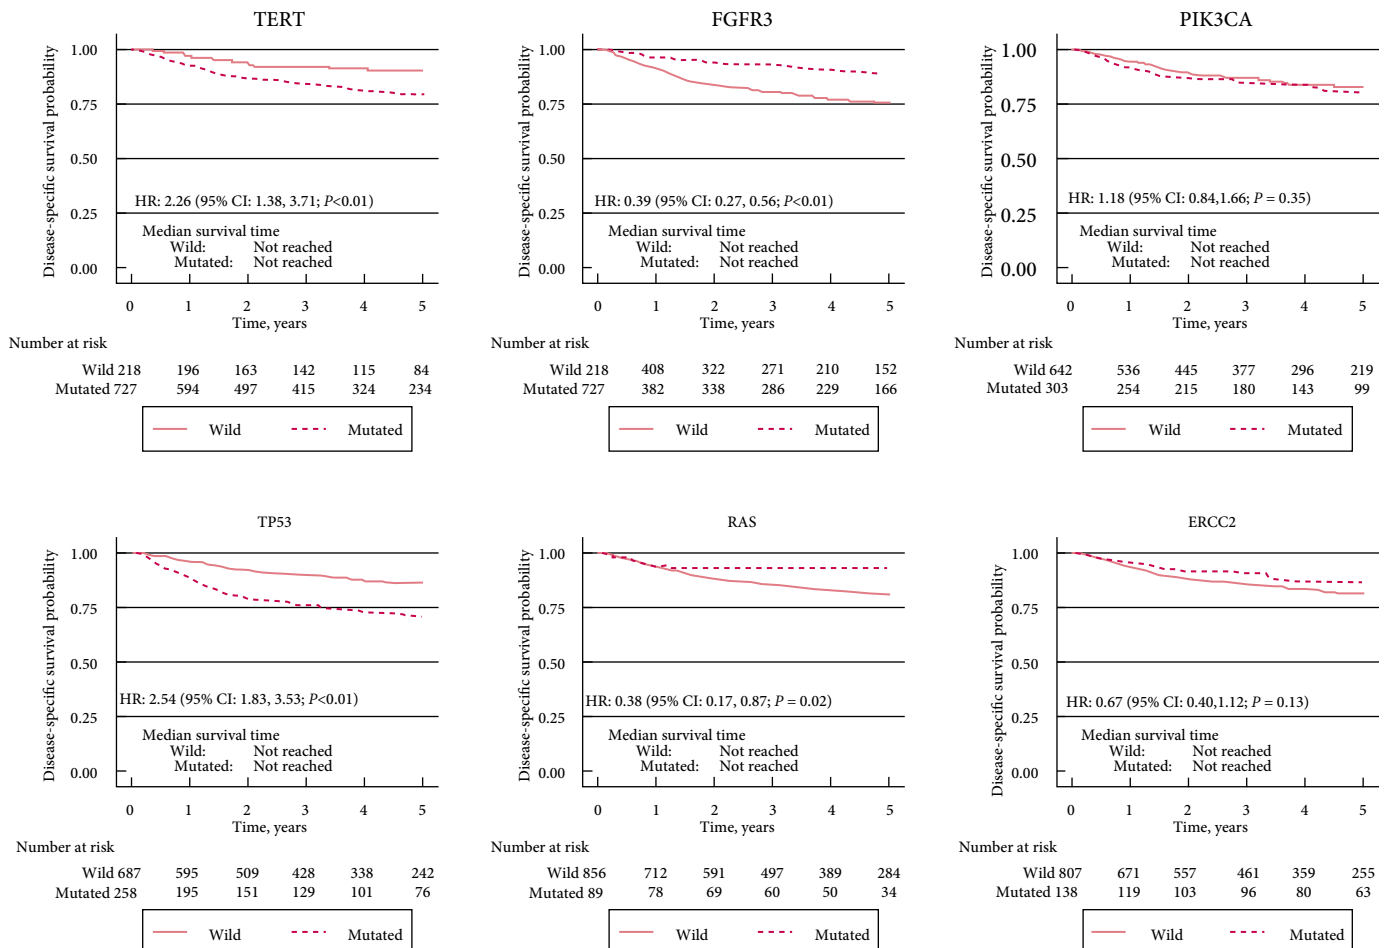 TERT
Disease-specific survival probability
1.00
0.75
0.50
0.25
0.00
HR: 2.26 (95% CI: 1.38, 3.71; P<0.01)
Median survival time
Wild: Not reached
Mutated: Not reached
0 1 2 3 4 5
Time, years
Number at risk
Wild 218 196 163 142 115 84
Mutated 727 594 497 415 324 234
Wild Mutated
FGFR3
Disease-specific survival probability
1.00
0.75
0.50
0.25
0.00
HR: 0.39 (95% CI: 0.27, 0.56; P<0.01)
Median survival time
Wild: Not reached
Mutated: Not reached
0 1 2 3 4 5
Time, years
Number at risk
Wild 218 408 322 271 210 152
Mutated 727 382 338 286 229 166
Wild Mutated
PIK3CA
Disease-specific survival probability
1.00
0.75
0.50
0.25
0.00
HR: 1.18 (95% CI: 0.84,1.66; P = 0.35)
Median survival time
Wild: Not reached
Mutated: Not reached
0 1 2 3 4 5
Time, years
Number at risk
Wild 642 536 445 377 296 219
Mutated 303 254 215 180 143 99
Wild Mutated
TP53
Disease-specific survival probability
1.00
0.75
0.50
0.25
0.00
HR: 2.54 (95% CI: 1.83, 3.53; P<0.01)
Median survival time
Wild: Not reached
Mutated: Not reached
0 1 2 3 4 5
Time, years
Number at risk
Wild 687 595 509 428 338 242
Mutated 258 195 151 129 101 76
Wild Mutated
RAS
Disease-specific survival probability
1.00
0.75
0.50
0.25
0.00
HR: 0.38 (95% CI: 0.17, 0.87; P = 0.02)
Median survival time
Wild: Not reached
Mutated: Not reached
0 1 2 3 4 5
Time, years
Number at risk
Wild 856 712 591 497 389 284
Mutated 89 78 69 60 50 34
Wild Mutated
ERCC2
Disease-specific survival probability
1.00
0.75
0.50
0.25
0.00
HR: 0.67 (95% CI: 0.40,1.12; P = 0.13)
Median survival time
Wild: Not reached
Mutated: Not reached
0 1 2 3 4 5
Time, years
Number at risk
Wild 807 671 557 461 359 255
Mutated 138 119 103 96 80 63
Wild Mutated